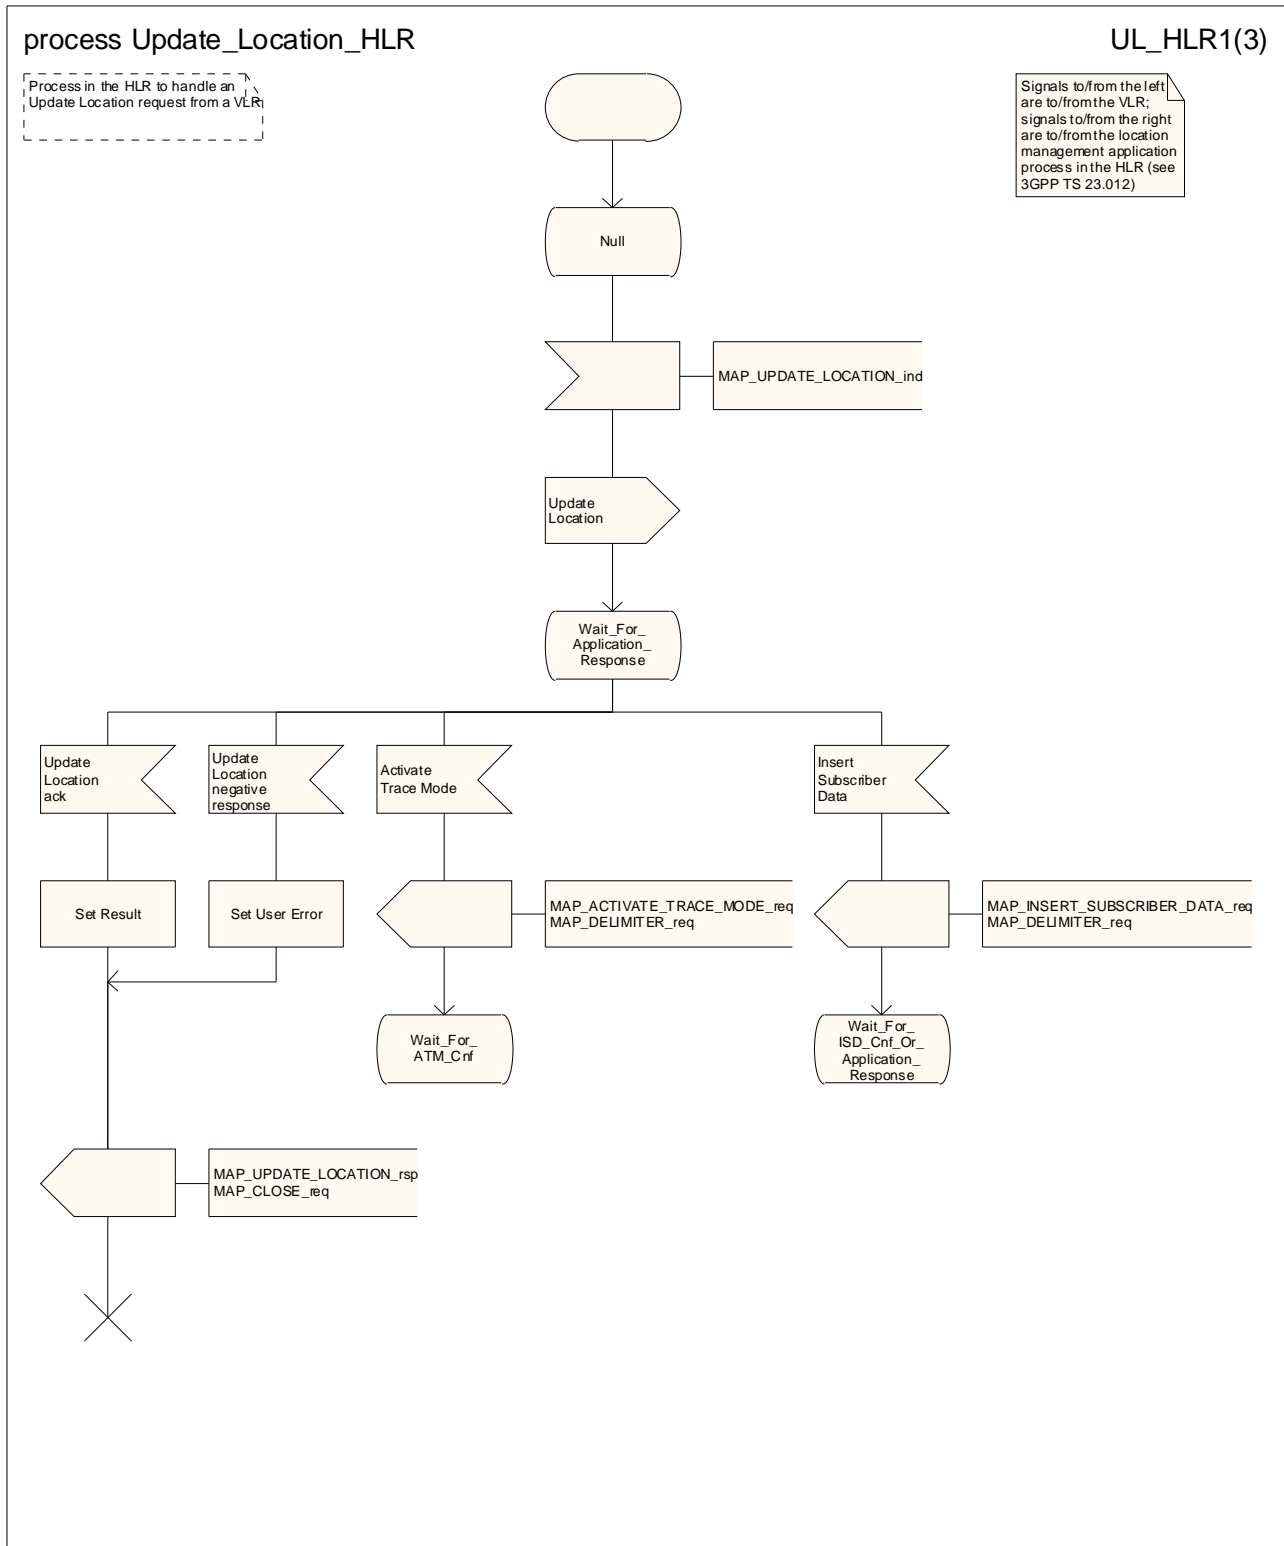 process Update_Location_HLR
UL_HLR1(3)
Process in the HLR to handle an
Update Location request from a VLR
Signals to/from the left
are to/from the VLR;
signals to/from the right
are to/from the location
management application
process in the HLR (see
3GPP TS 23.012)
Null
MAP_UPDATE_LOCATION_ind
Update
Location
Wait_For_
Application_
Response
Update
Location
ack
Update
Location
negative
response
Activate
Trace Mode
Insert
Subscriber
Data
Set Result
Set User Error
MAP_ACTIVATE_TRACE_MODE_req
MAP_DELIMITER_req
MAP_INSERT_SUBSCRIBER_DATA_req
MAP_DELIMITER_req
Wait_For_
ATM_Cnf
Wait_For_
ISD_Cnf_Or_
Application_
Response
MAP_UPDATE_LOCATION_rsp
MAP_CLOSE_req